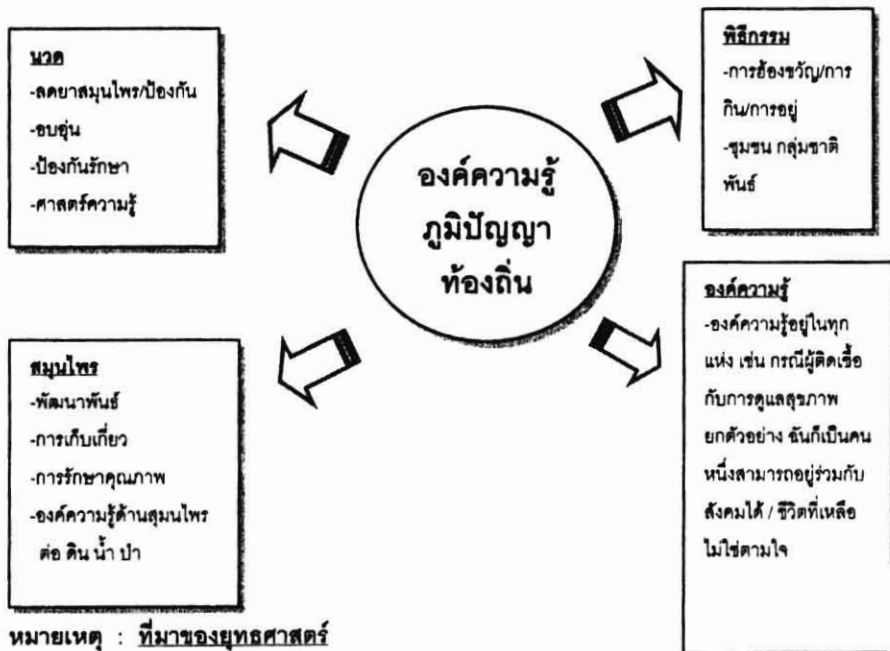 นวด
-ลดยาสมุนไพร/ป้องกัน
-อบอุ่น
-ป้องกันรักษา
-ศาสตร์ความรู้
พิธีกรรม
-การฮ้องขวัญ/การ
กิน/การอยู่
-ชุมชน กลุ่มชาติ
พันธ์
องค์ความรู้
ภูมิปัญญา
ท้องถิ่น
สมุนไพร
-พัฒนาพันธ์
-การเก็บเกี่ยว
-การรักษาคุณภาพ
-องค์ความรู้ด้านสุมนไพร
ต่อ ดิน น้ำ ป่า
องค์ความรู้
-องค์ความรู้อยู่ในทุก
แห่ง เช่น กรณีผู้ติดเชื้อ
กับการดูแลสุขภาพ
ยกตัวอย่าง ฉันก็เป็นคน
หนึ่งสามารถอยู่ร่วมกับ
สังคมได้ / ชีวิตที่เหลือ
ไม่ใช่ตามใจ
หมายเหตุ : ที่มาของยุทธศาสตร์